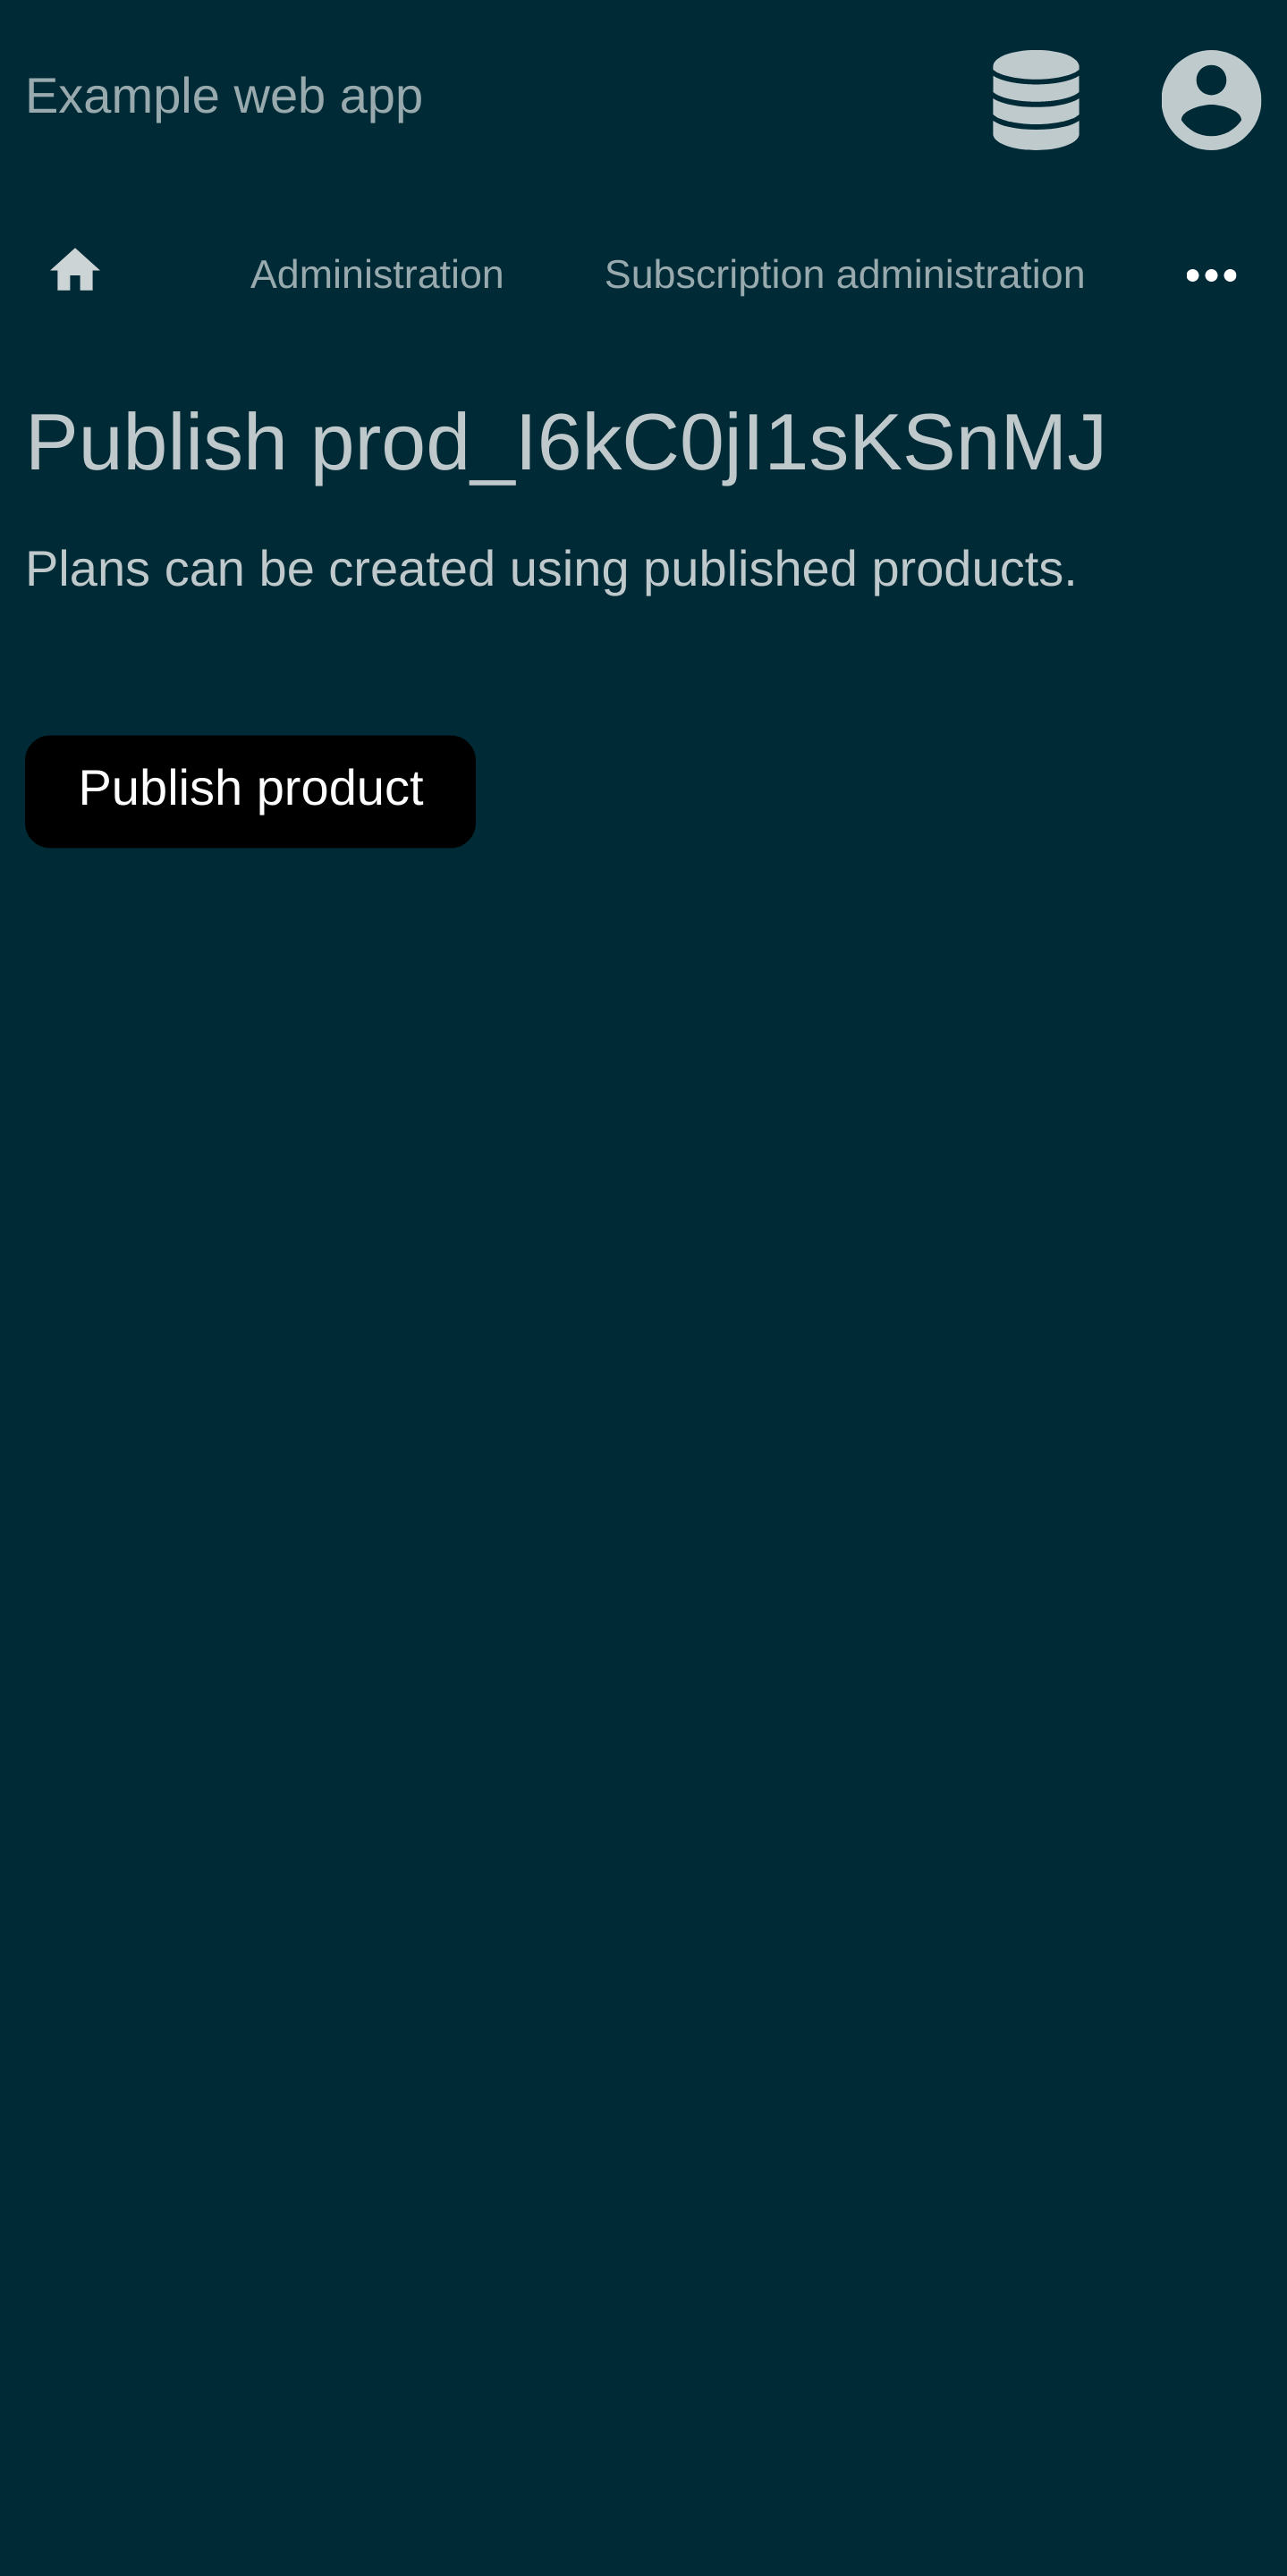 Example web app
Administration Subscription administration
Publish prod_I6kC0jI1sKSnMJ
Plans can be created using published products.
Publish product